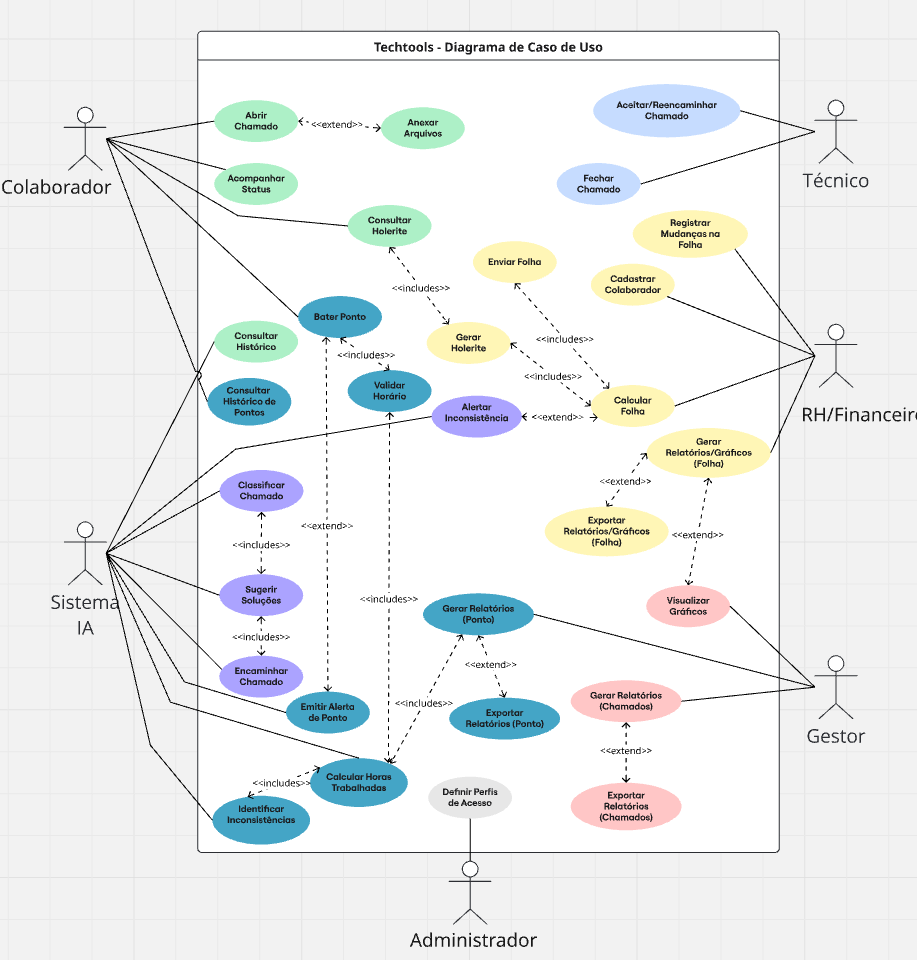 Techtools - Diagrama de Caso de Uso
Abrir
Chamado
<<extend>>
Anexar
Arquivos
Aceitar/Reencaminhar
Chamado
Colaborador
Acompanhar
Status
Fechar
Chamado
Técnico
Consultar
Holerite
Registrar
Mudanças na
Folha
Enviar Folha
Cadastrar
Colaborador
<<includes>>
Bater Ponto
Consultar
Histórico
<<includes>>
Gerar
Holerite
<<includes>>
<<includes>>
Validar
Horário
Consultar
Histórico de
Pontos
Alertar
Inconsistência
<<extend>>
Calcular
Folha
RH/Financeiro
Gerar
Relatórios/Gráficos
(Folha)
<<extend>>
Classificar
Chamado
Exportar
Relatórios/Gráficos
(Folha)
<<extend>>
<<extend>>
<<includes>>
Sistema
IA
Sugerir
Soluções
<<includes>>
Gerar Relatórios
(Ponto)
Visualizar
Gráficos
<<includes>>
<<extend>>
Encaminhar
Chamado
Gerar Relatórios
(Chamados)
<<includes>>
Emitir Alerta
de Ponto
Exportar
Relatórios (Ponto)
Gestor
<<extend>>
<<includes>>
Calcular Horas
Trabalhadas
Definir Perfis
de Acesso
Exportar
Relatórios
(Chamados)
Identificar
Inconsistências
Administrador